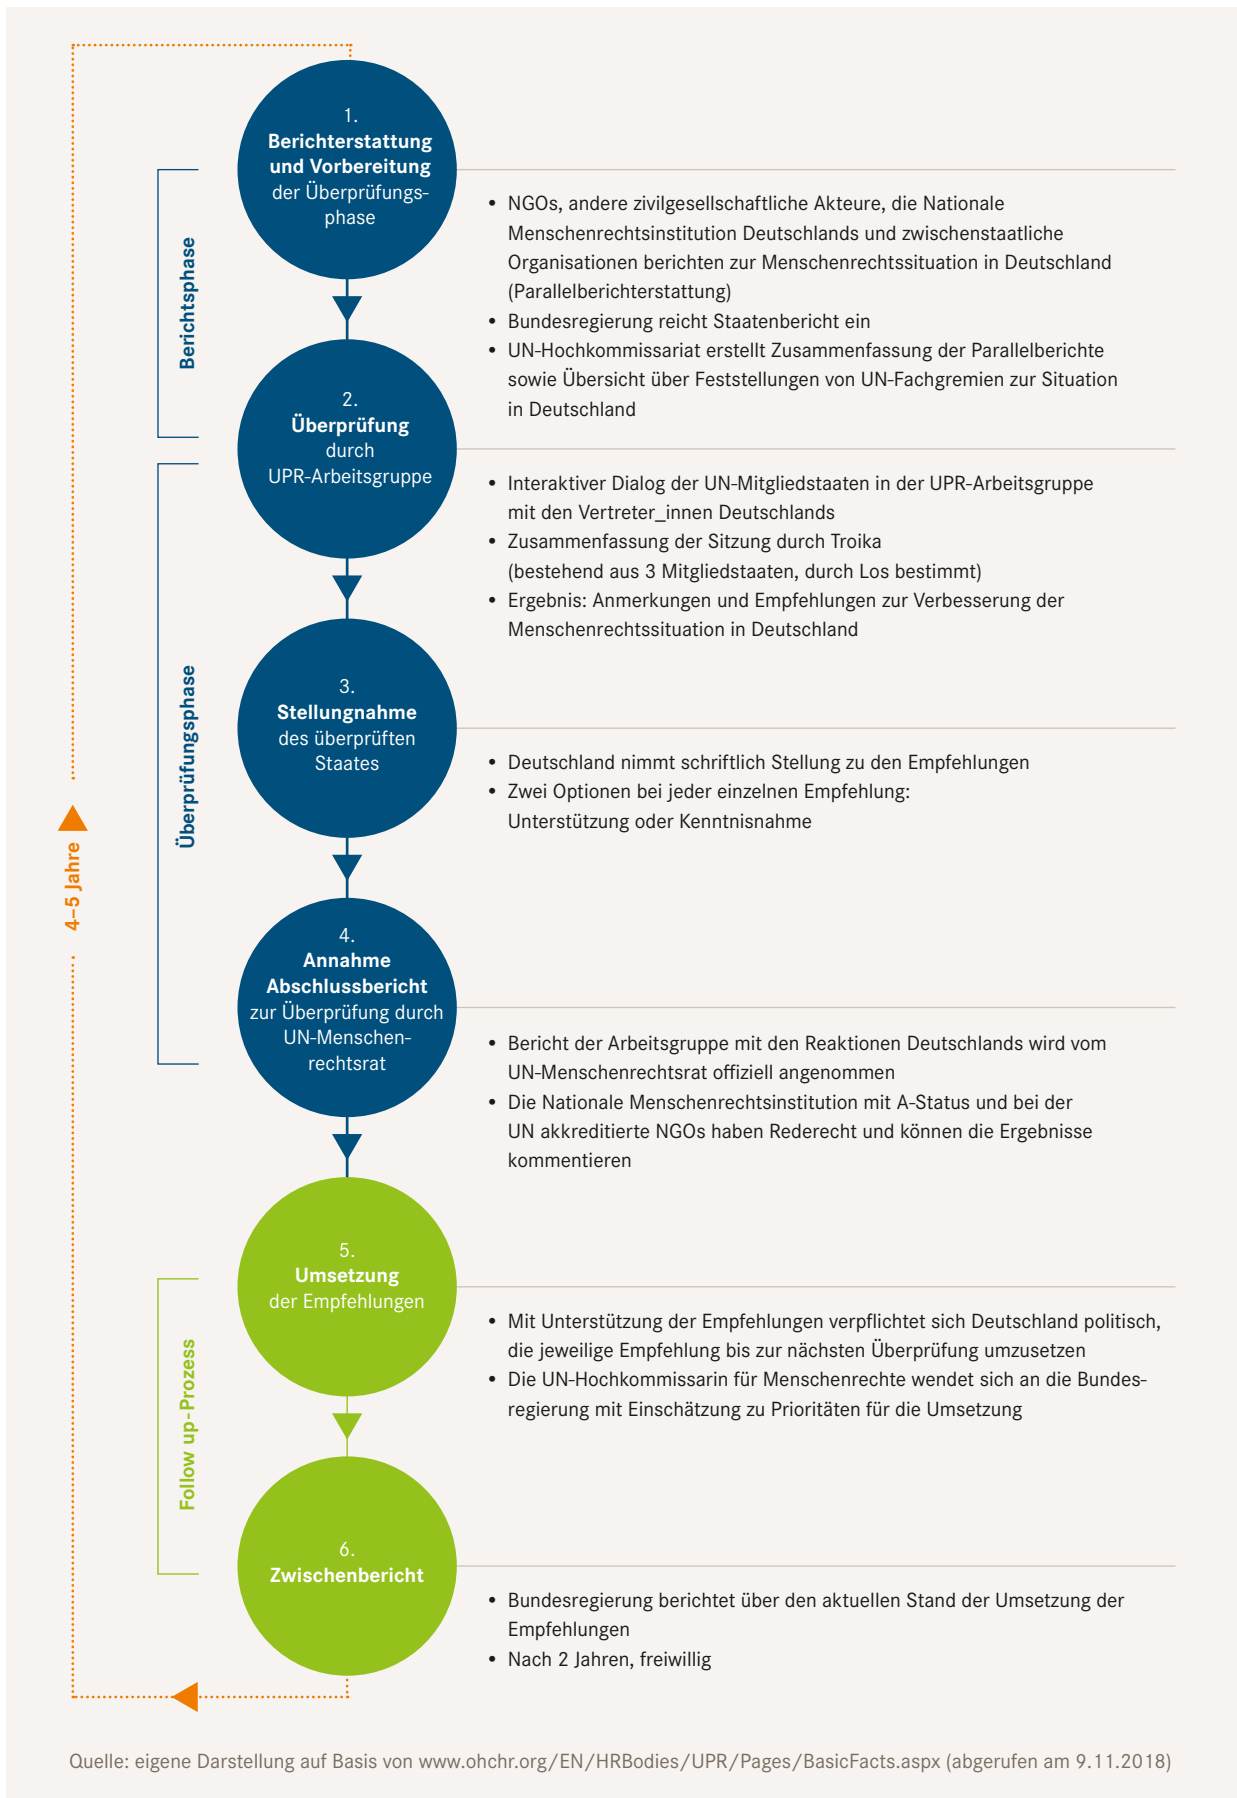 1.
Berichterstattung
und Vorbereitung
der Überprüfungs-
phase
Berichtsphase
• NGOs, andere zivilgesellschaftliche Akteure, die Nationale
Menschenrechtsinstitution Deutschlands und zwischenstaatliche
Organisationen berichten zur Menschenrechtssituation in Deutschland
(Parallelberichterstattung)
• Bundesregierung reicht Staatenbericht ein
• UN-Hochkommissariat erstellt Zusammenfassung der Parallelberichte
sowie Übersicht über Feststellungen von UN-Fachgremien zur Situation
in Deutschland
2.
Überprüfung
durch
UPR-Arbeitsgruppe
• Interaktiver Dialog der UN-Mitgliedstaaten in der UPR-Arbeitsgruppe
mit den Vertreter_innen Deutschlands
• Zusammenfassung der Sitzung durch Troika
(bestehend aus 3 Mitgliedstaaten, durch Los bestimmt)
• Ergebnis: Anmerkungen und Empfehlungen zur Verbesserung der
Menschenrechtssituation in Deutschland
Überprüfungsphase
3.
Stellungnahme
des überprüften
Staates
• Deutschland nimmt schriftlich Stellung zu den Empfehlungen
• Zwei Optionen bei jeder einzelnen Empfehlung:
Unterstützung oder Kenntnisnahme
4–5 Jahre
4.
Annahme
Abschlussbericht
zur Überprüfung durch
UN-Menschen-
rechtsrat
• Bericht der Arbeitsgruppe mit den Reaktionen Deutschlands wird vom
UN-Menschenrechtsrat offiziell angenommen
• Die Nationale Menschenrechtsinstitution mit A-Status und bei der
UN akkreditierte NGOs haben Rederecht und können die Ergebnisse
kommentieren
5.
Umsetzung
der Empfehlungen
• Mit Unterstützung der Empfehlungen verpflichtet sich Deutschland politisch,
die jeweilige Empfehlung bis zur nächsten Überprüfung umzusetzen
• Die UN-Hochkommissarin für Menschenrechte wendet sich an die Bundes-
regierung mit Einschätzung zu Prioritäten für die Umsetzung
Follow up-Prozess
6.
Zwischenbericht
• Bundesregierung berichtet über den aktuellen Stand der Umsetzung der
Empfehlungen
• Nach 2 Jahren, freiwillig
Quelle: eigene Darstellung auf Basis von www.ohchr.org/EN/HRBodies/UPR/Pages/BasicFacts.aspx (abgerufen am 9.11.2018)